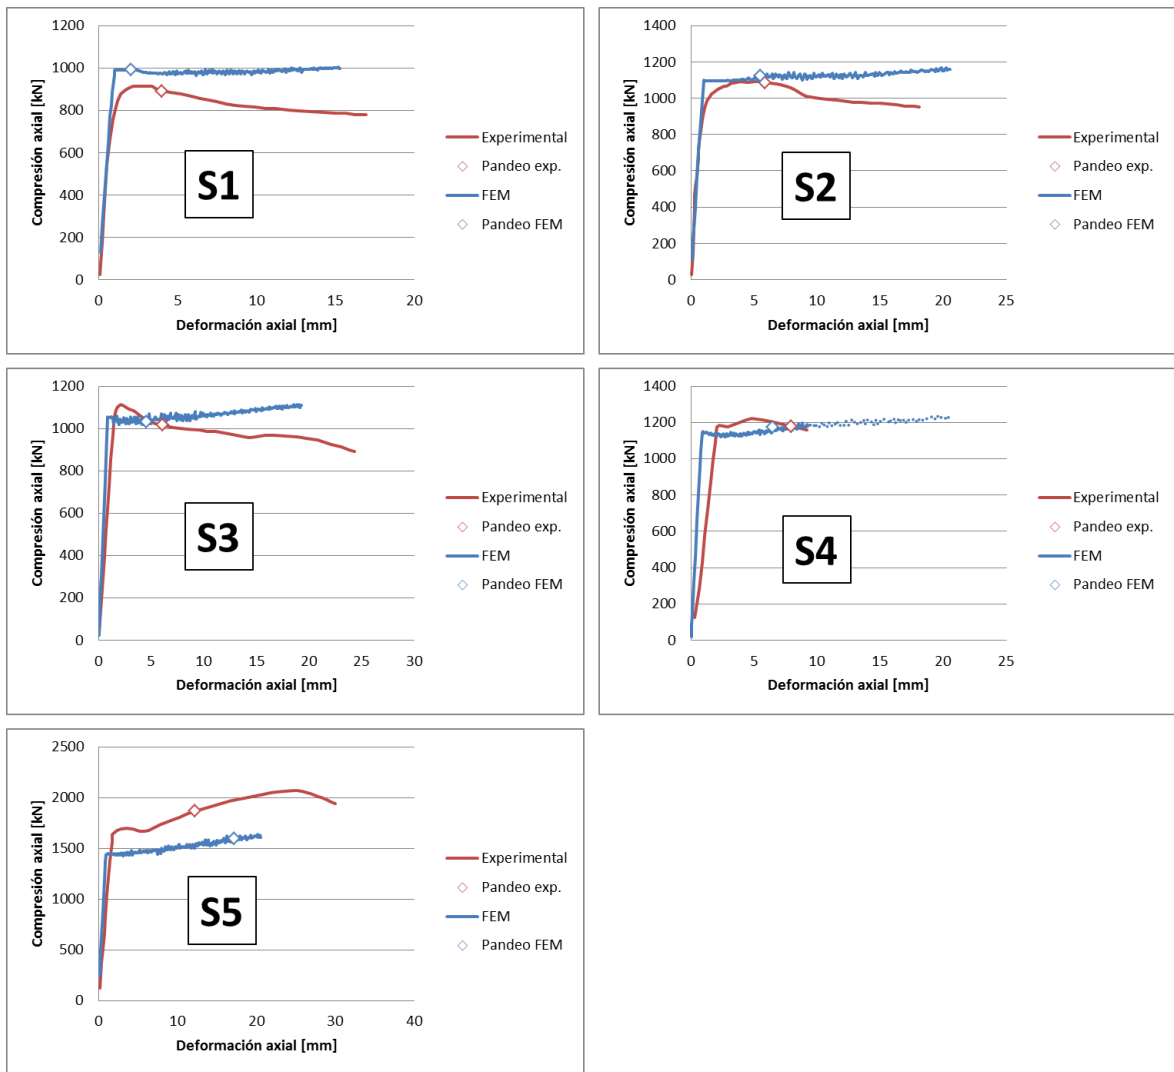 1200
1000
800
600
400
200
0
0 5 10 15 20
Compresión axial [kN]
Deformación axial [mm]
S1
Experimental
Pandeo exp.
FEM
Pandeo FEM
1400
1200
1000
800
600
400
200
0
0 5 10 15 20 25
Compresión axial [kN]
Deformación axial [mm]
S2
Experimental
Pandeo exp.
FEM
Pandeo FEM
1200
1000
800
600
400
200
0
0 5 10 15 20 25 30
Compresión axial [kN]
Deformación axial [mm]
S3
Experimental
Pandeo exp.
FEM
Pandeo FEM
1400
1200
1000
800
600
400
200
0
0 5 10 15 20 25
Compresión axial [kN]
Deformación axial [mm]
S4
Experimental
Pandeo exp.
FEM
Pandeo FEM
2500
2000
1500
1000
500
0
0 10 20 30 40
Compresión axial [kN]
Deformación axial [mm]
S5
Experimental
Pandeo exp.
FEM
Pandeo FEM